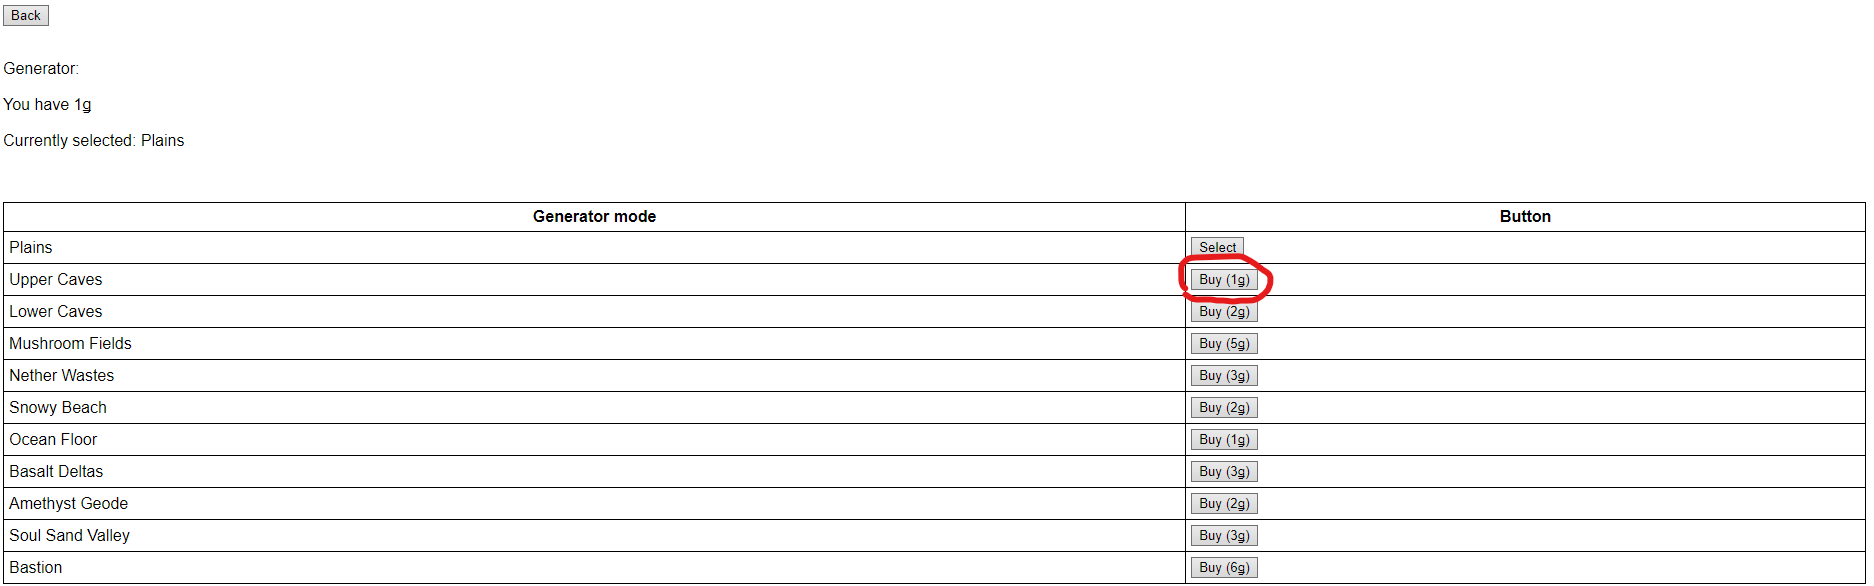 Back
Generator:
You have 1g
Currently selected: Plains
Generator mode Button
Plains Select
Upper Caves Buy (1g)
Lower Caves Buy (2g)
Mushroom Fields Buy (5g)
Nether Wastes Buy (3g)
Snowy Beach Buy (2g)
Ocean Floor Buy (1g)
Basalt Deltas Buy (3g)
Amethyst Geode Buy (2g)
Soul Sand Valley Buy (3g)
Bastion Buy (6g)